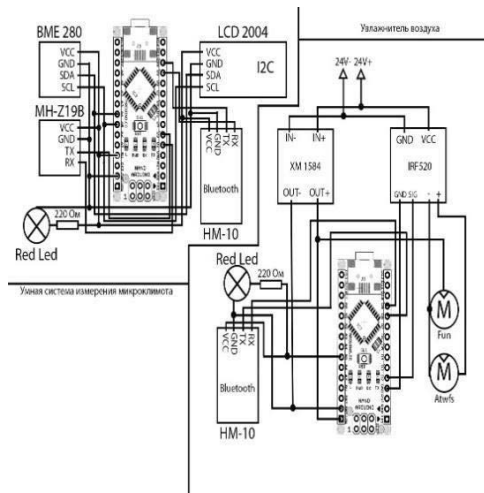 BME 280
VCC
GND
SDA
SCL
MH-Z19B
VCC
GND
TX
RX
220 Ом
Red Led
LCD 2004
VCC
GND
SDA
SCL
I2C
VCC
GND
TX
RX
Bluetooth
HM-10
Умная система измерения микроклимота
Увлажнитель воздуха
24V- 24V+
IN- IN+
XM 1584
OUT- OUT+
GND VCC
IRF520
GND SIG - +
Red Led
220 Ом
VCC
GND
TX
RX
Bluetooth
HM-10
M
Fun
M
Atwfs